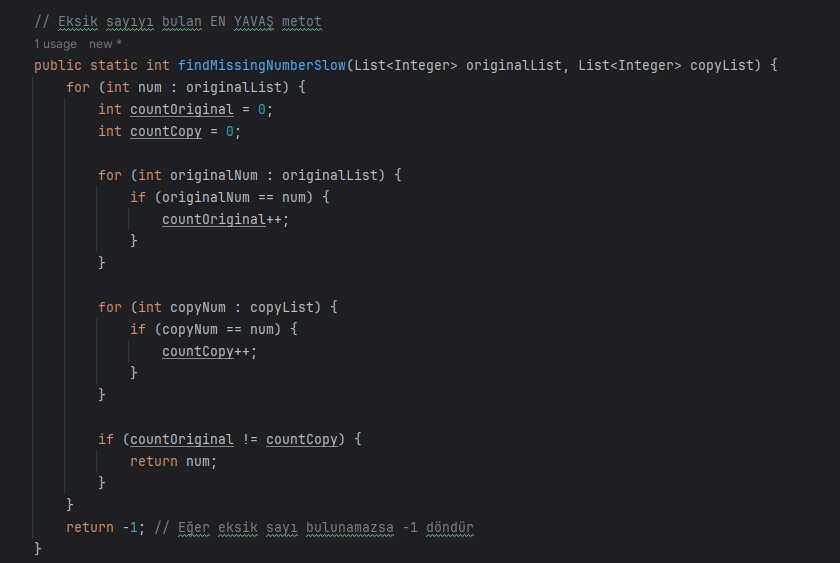 // Eksik sayıyı bulan EN YAVAŞ metot
1 usage new *
public static int findMissingNumberSlow(List<Integer> originalList, List<Integer> copyList) {
for (int num : originalList) {
int countOriginal = 0;
int countCopy = 0;
for (int originalNum : originalList) {
if (originalNum == num) {
countOriginal++;
}
}
for (int copyNum : copyList) {
if (copyNum == num) {
countCopy++;
}
}
if (countOriginal != countCopy) {
return num;
}
}
return -1; // Eğer eksik sayı bulunamazsa -1 döndür
}